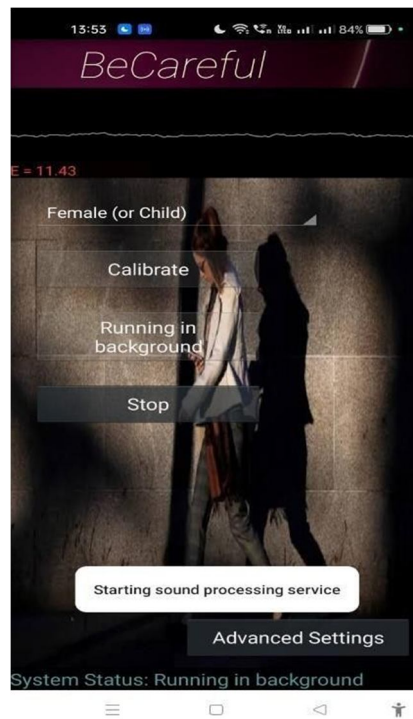 13:53 84%
BeCareful
E = 11.43
Female (or Child)
Calibrate
Running in
background
Stop
Starting sound processing service
Advanced Settings
System Status: Running in background